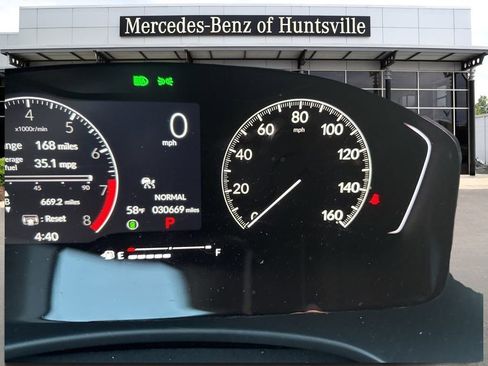 Mercedes-Benz of Huntsville
4 5 6 7 8
x1000r/min
0
mph
ange 168 miles
verage
fuel 35.1 mpg
45 90
669.2 miles
: Reset
4:40
NORMAL
58°F 030669 miles
P
E F
0 20 40 60 80 100 120 140 160
mph